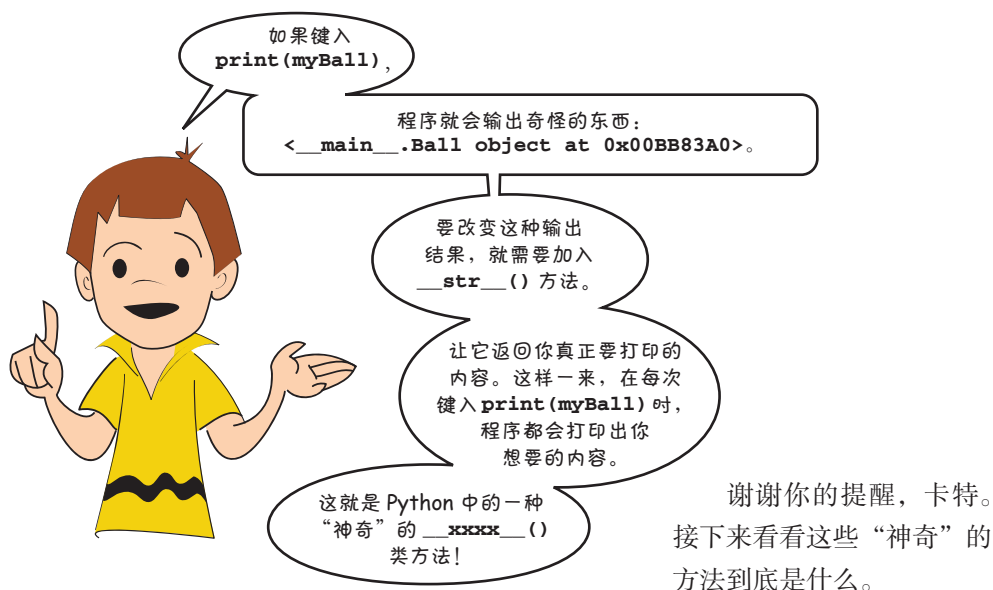 如果键入
print(myBall),
程序就会输出奇怪的东西:
<__main__.Ball object at 0x00BB83A0>。
要改变这种输出
结果，就需要加入
__str__() 方法。
让它返回你真正要打印的
内容。这样一来，在每次
键入 print(myBall) 时，
程序都会打印出你
想要的内容。
这就是 Python 中的一种
“神奇”的 __xxxx__()
类方法！
谢谢你的提醒，卡特。
接下来看看这些“神奇”的
方法到底是什么。